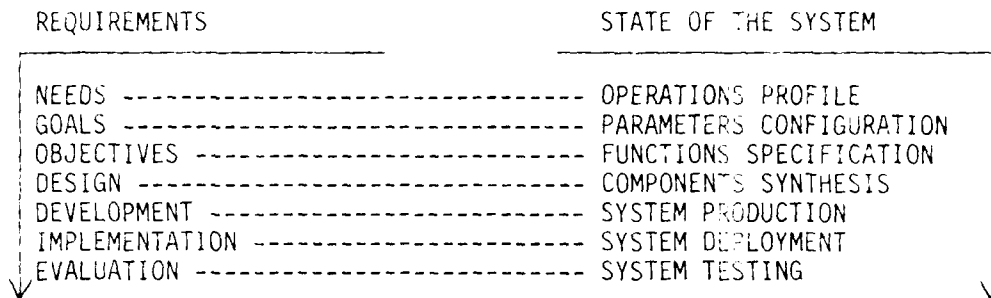 REQUIREMENTS STATE OF THE SYSTEM
NEEDS ------------------------------- OPERATIONS PROFILE
GOALS ------------------------------- PARAMETERS CONFIGURATION
OBJECTIVES -------------------------- FUNCTIONS SPECIFICATION
DESIGN ------------------------------ COMPONENTS SYNTHESIS
DEVELOPMENT ------------------------- SYSTEM PRODUCTION
IMPLEMENTATION ---------------------- SYSTEM DEPLOYMENT
EVALUATION -------------------------- SYSTEM TESTING